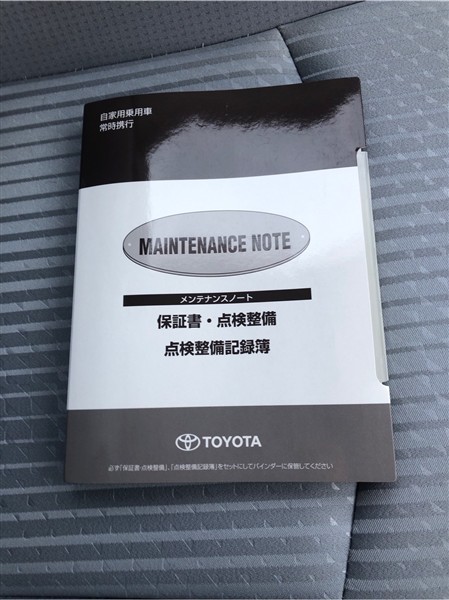 自家用乗用車
常時携行
MAINTENANCE NOTE
メンテナンスノート
保証書・点検整備
点検整備記録簿
TOYOTA
必ず「保証書・点検整備」、「点検整備記録簿」をセットにしてバインダーに保管してください